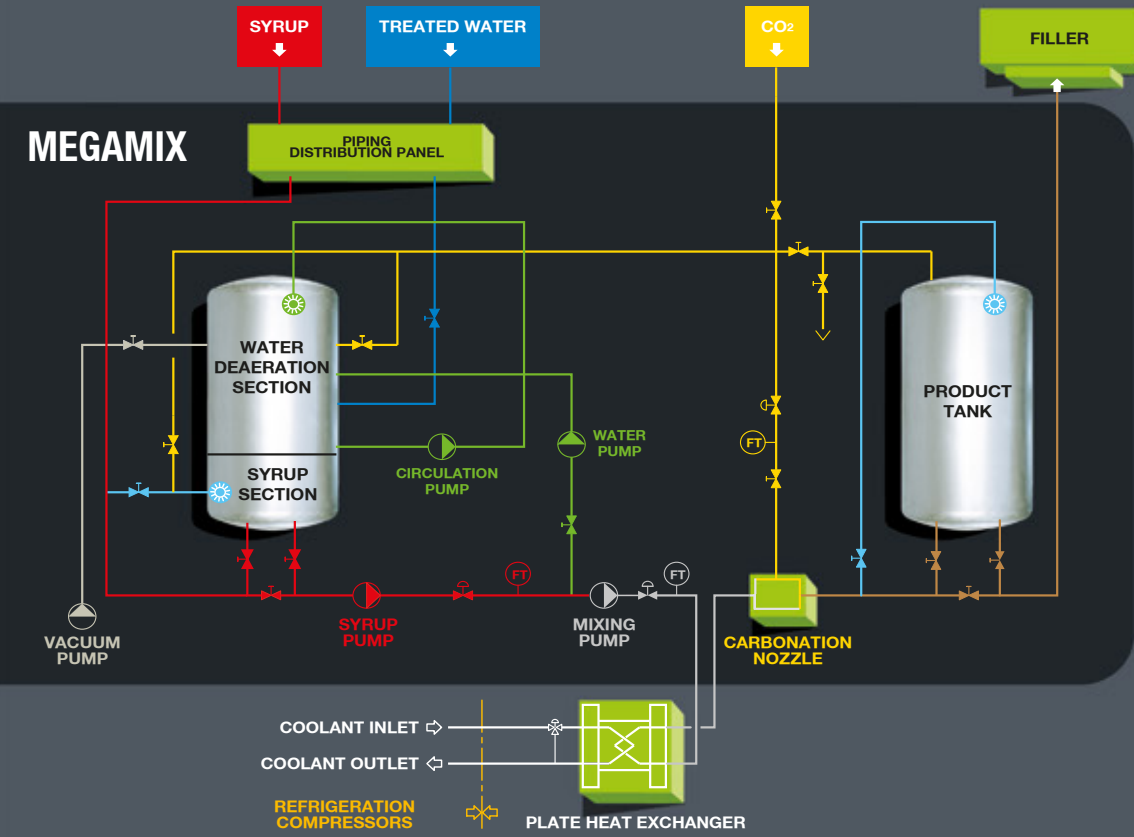 SYRUP
TREATED WATER
CO2
FILLER
MEGAMIX
PIPING
DISTRIBUTION PANEL
WATER
DEAERATION
SECTION
SYRUP
SECTION
PRODUCT
TANK
WATER
PUMP
FT
CIRCULATION
PUMP
FT
FT
SYRUP
PUMP
MIXING
PUMP
VACUUM
PUMP
CARBONATION
NOZZLE
COOLANT INLET
COOLANT OUTLET
REFRIGERATION
COMPRESSORS
PLATE HEAT EXCHANGER